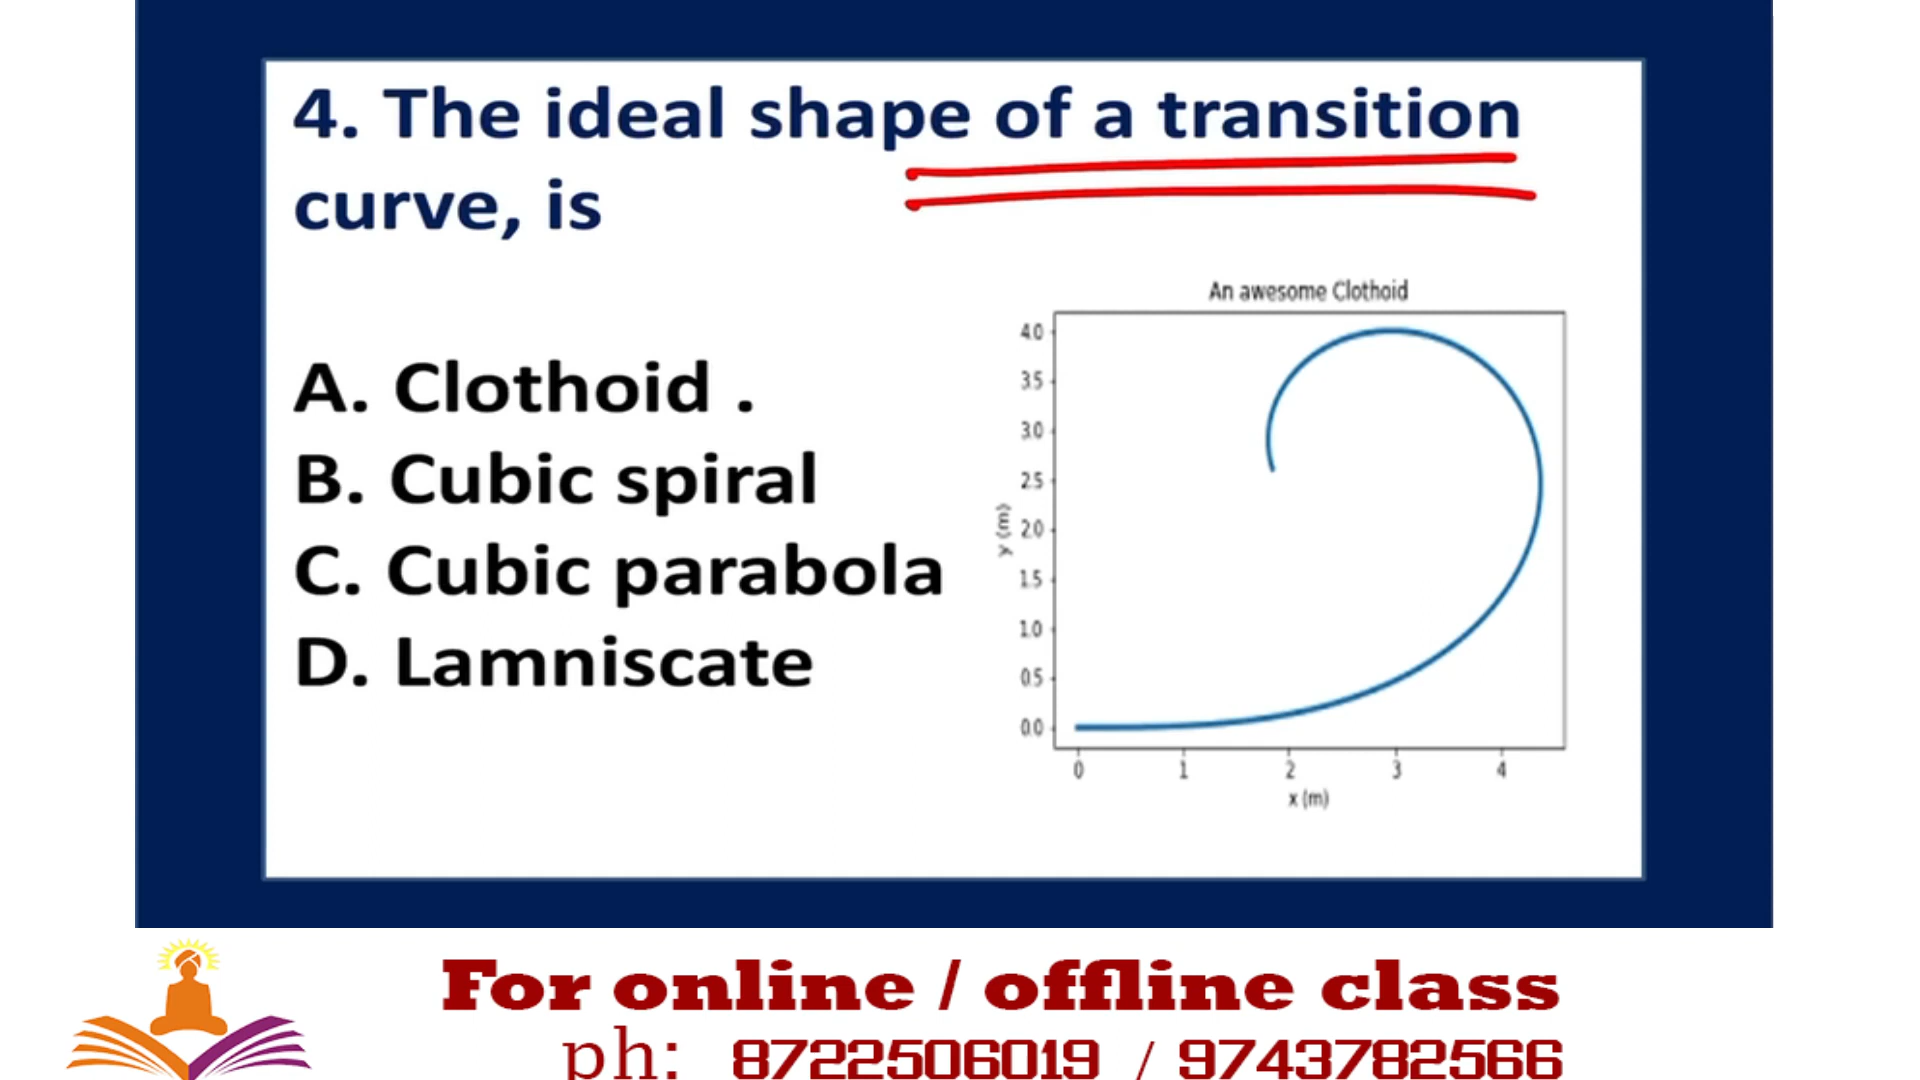 4. The ideal shape of a transition
curve, is
A. Clothoid .
B. Cubic spiral
C. Cubic parabola
D. Lamniscate
An awesome Clothoid
4.0
3.5
3.0
2.5
2.0
1.5
1.0
0.5
0.0
y (m)
0 1 2 3 4
x (m)
For online / offline class
ph: 8722506019 / 9743782566